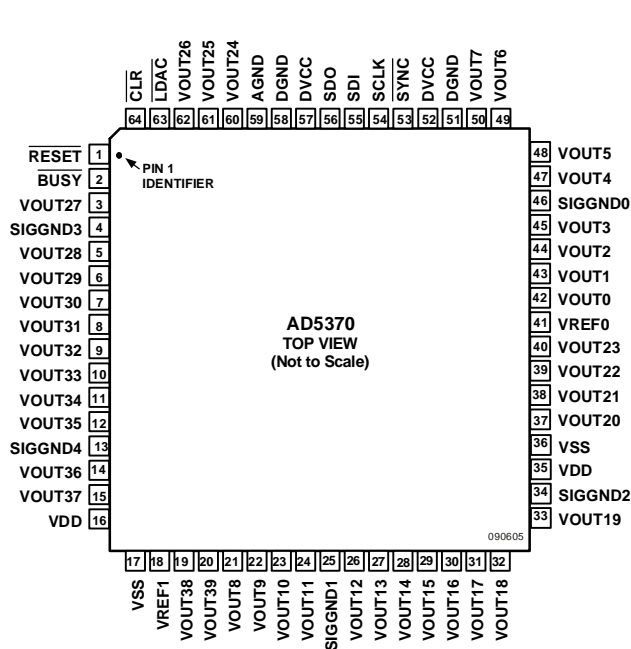 CLR
LDAC
VOUT26
VOUT25
VOUT24
AGND
DGND
DVCC
SDO
SDI
SCLK
SYNC
DVCC
DGND
VOUT7
VOUT6
64 63 62 61 60 59 58 57 56 55 54 53 52 51 50 49
RESET 1
BUSY 2
VOUT27 3
SIGGND3 4
VOUT28 5
VOUT29 6
VOUT30 7
VOUT31 8
VOUT32 9
VOUT33 10
VOUT34 11
VOUT35 12
SIGGND4 13
VOUT36 14
VOUT37 15
VDD 16
PIN 1
IDENTIFIER
AD5370
TOP VIEW
(Not to Scale)
48 VOUT5
47 VOUT4
46 SIGGND0
45 VOUT3
44 VOUT2
43 VOUT1
42 VOUT0
41 VREF0
40 VOUT23
39 VOUT22
38 VOUT21
37 VOUT20
36 VSS
35 VDD
34 SIGGND2
33 VOUT19
090605
17 18 19 20 21 22 23 24 25 26 27 28 29 30 31 32
VSS
VREF1
VOUT38
VOUT39
VOUT8
VOUT9
VOUT10
VOUT11
SIGGND1
VOUT12
VOUT13
VOUT14
VOUT15
VOUT16
VOUT17
VOUT18